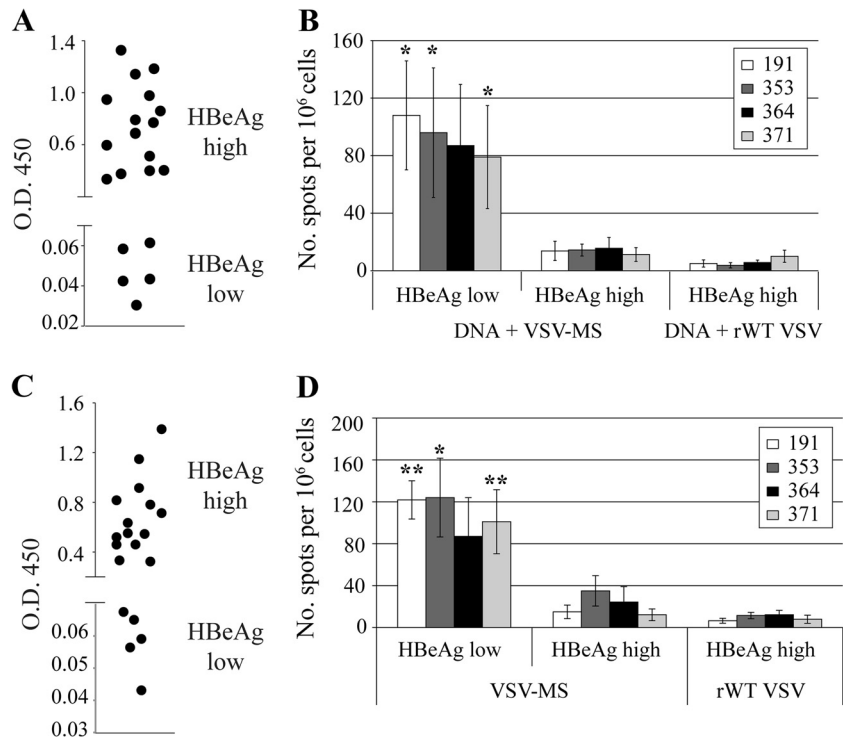 A
O.D. 450
1.4
1.0
0.6
0.06
0.04
0.02
HBeAg
high
HBeAg
low
B
No. spots per 10⁶ cells
160
120
80
40
0
* * *
191
353
364
371
HBeAg low HBeAg high HBeAg high
DNA + VSV-MS DNA + rWT VSV
C
O.D. 450
1.6
1.2
0.8
0.4
0.06
0.05
0.04
0.03
HBeAg
high
HBeAg
low
D
No. spots per 10⁶ cells
200
160
120
80
40
0
** * **
191
353
364
371
HBeAg low HBeAg high HBeAg high
VSV-MS rWT VSV